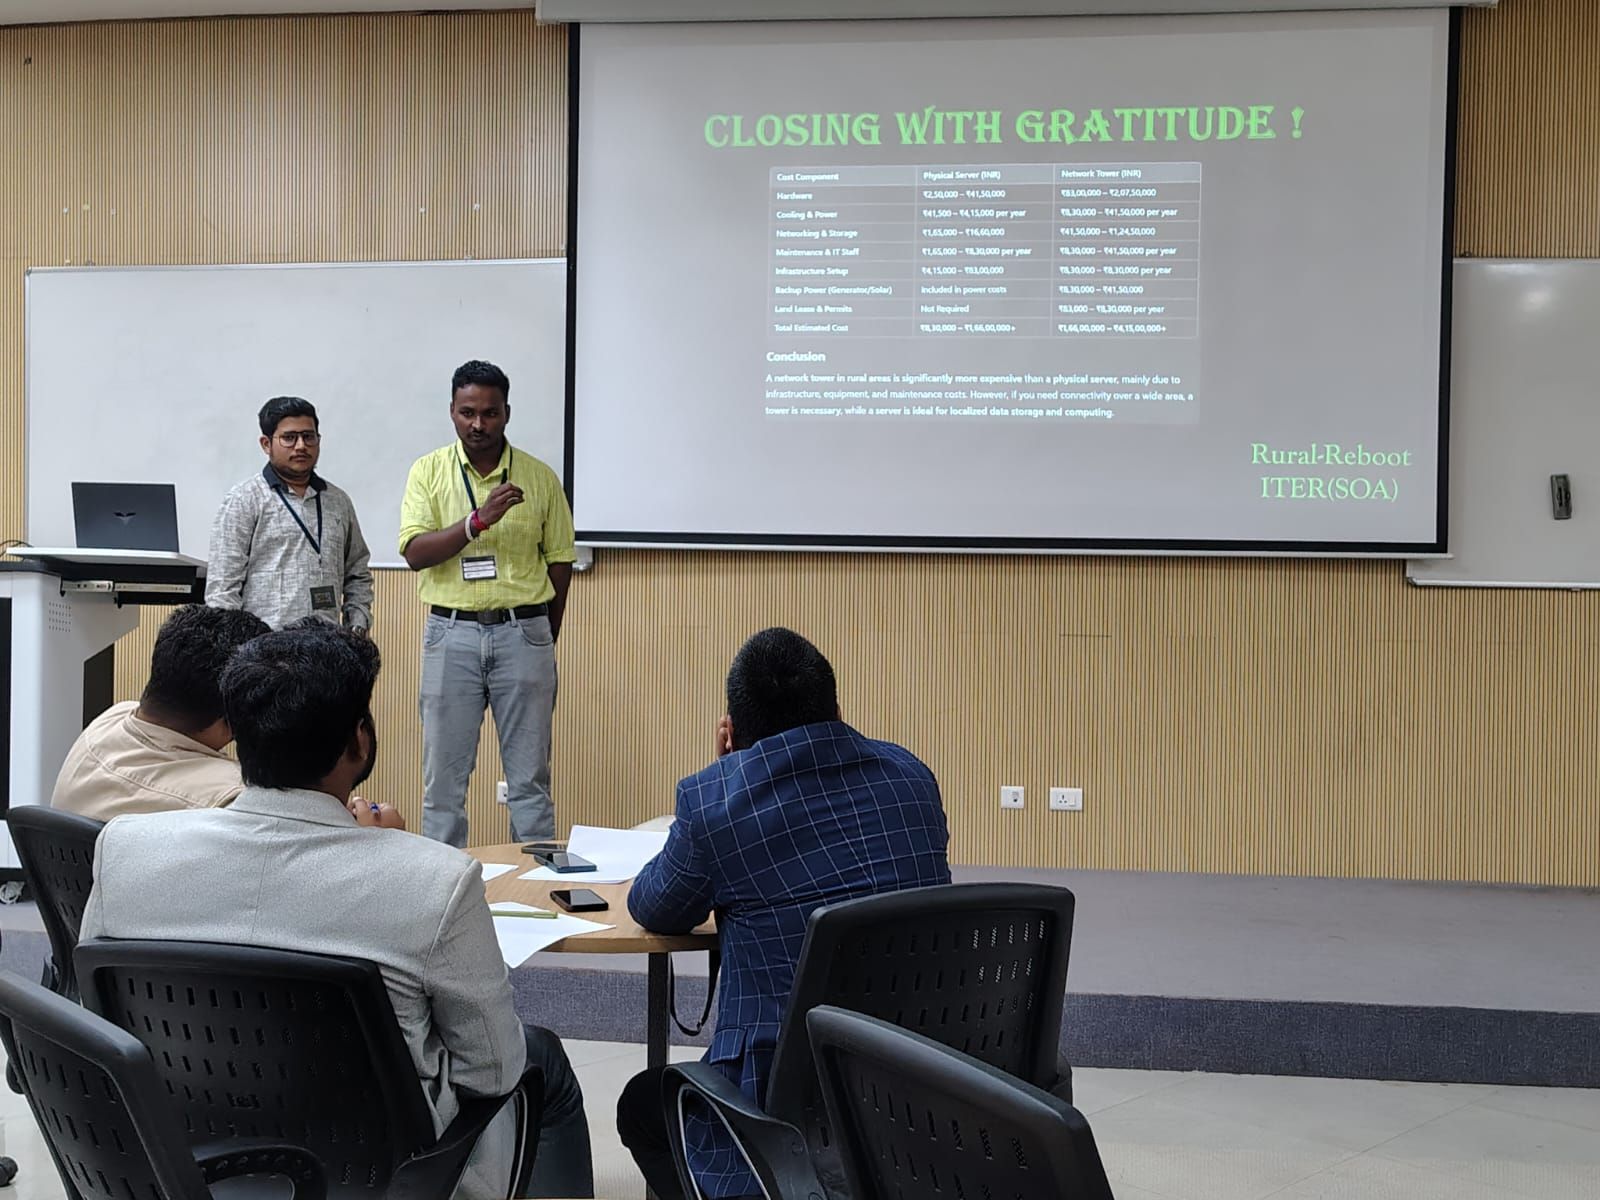 CLOSING WITH GRATITUDE !
Cost Component Physical Server (INR) Network Tower (INR)
Hardware ₹2,50,000 – ₹41,50,000 ₹83,00,000 – ₹2,07,50,000
Cooling & Power ₹41,500 – ₹4,15,000 per year ₹8,30,000 – ₹41,50,000 per year
Networking & Storage ₹1,65,000 – ₹16,60,000 ₹41,50,000 – ₹1,24,50,000
Maintenance & IT Staff ₹1,65,000 – ₹8,30,000 per year ₹8,30,000 – ₹41,50,000 per year
Infrastructure Setup ₹4,15,000 – ₹83,00,000 ₹8,30,000 – ₹8,30,000 per year
Backup Power (Generator/Solar) Included in power costs ₹8,30,000 – ₹41,50,000
Land Lease & Permits Not Required ₹83,000 – ₹8,30,000 per year
Total Estimated Cost ₹8,30,000 – ₹1,66,00,000+ ₹1,66,00,000 – ₹4,15,00,000+
Conclusion
A network tower in rural areas is significantly more expensive than a physical server, mainly due to
infrastructure, equipment, and maintenance costs. However, if you need connectivity over a wide area, a
tower is necessary, while a server is ideal for localized data storage and computing.
Rural-Reboot
ITER(SOA)